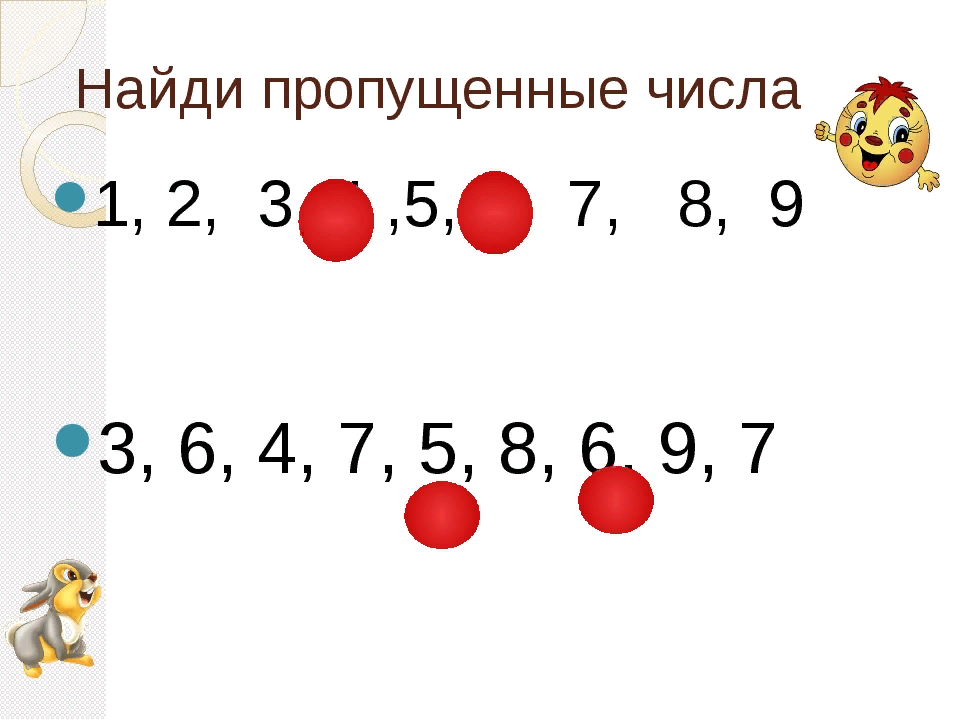 Найди пропущенные числа
1, 2, 3 ,5, 7, 8, 9
3, 6, 4, 7, 5, 8, 6, 9, 7